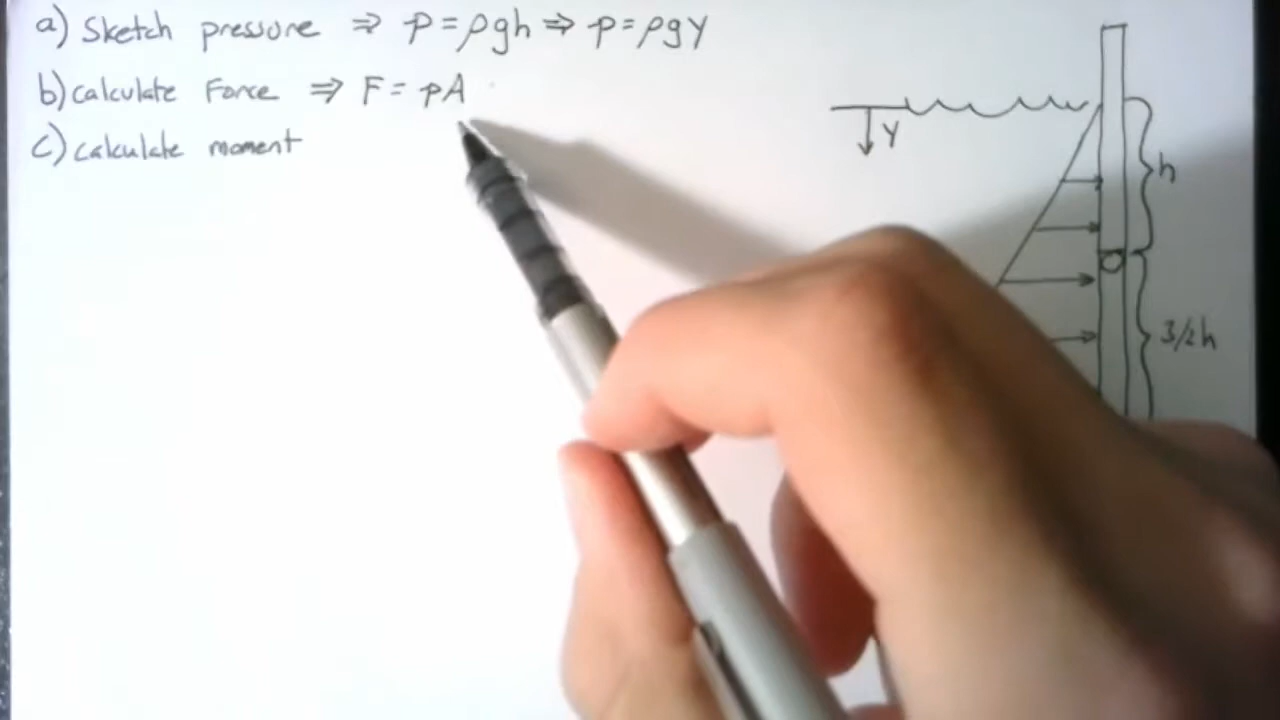 a) Sketch pressure ⇒ p = ρgh ⇒ p = ρgy
b) Calculate Force ⇒ F = pA
c) Calculate moment
y
h
3/2h